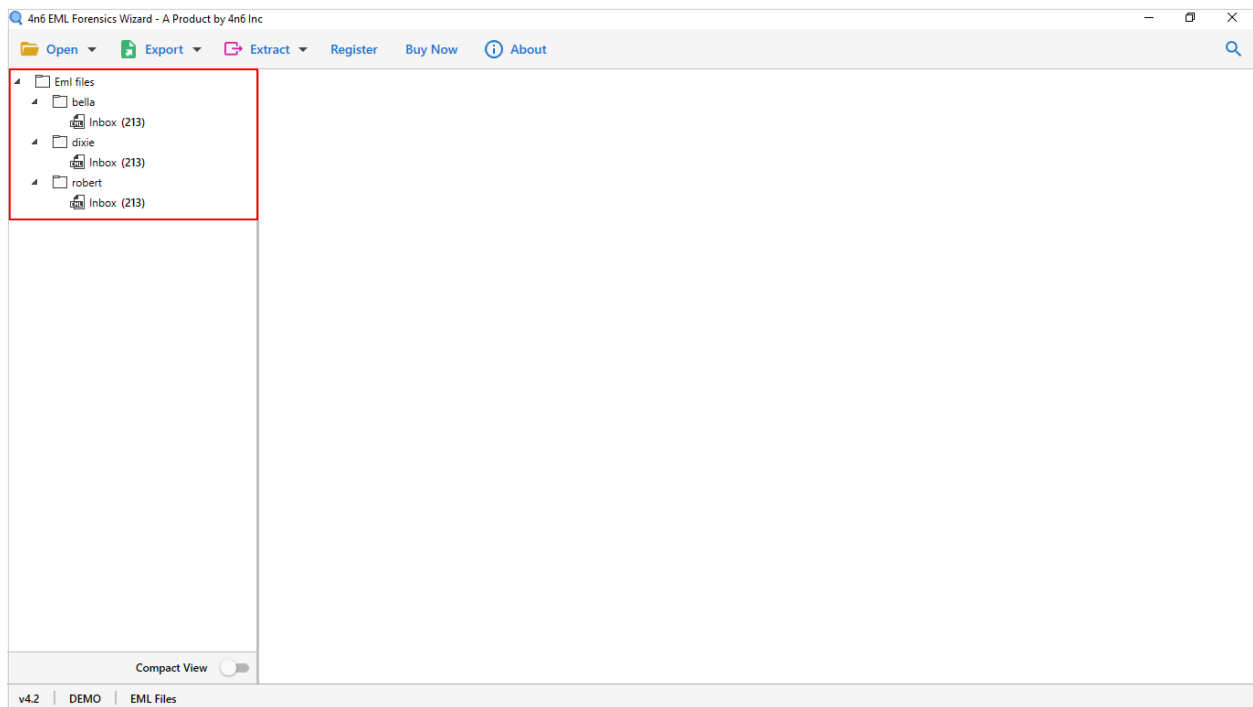 4n6 EML Forensics Wizard - A Product by 4n6 Inc
Open Export Extract Register Buy Now About
Eml files
bella
Inbox (213)
dixie
Inbox (213)
robert
Inbox (213)
Compact View
v4.2 DEMO EML Files